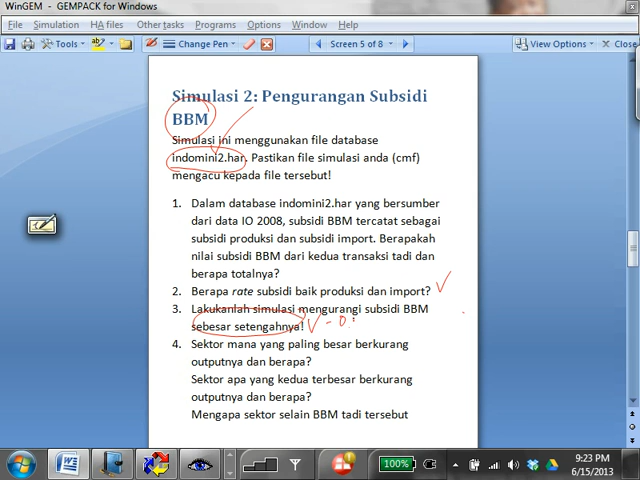 WinGEM - GEMPACK for Windows
File Simulation HA files Other tasks Programs Options Window Help
Tools Change Pen Screen 5 of 8 View Options Close
Simulasi 2: Pengurangan Subsidi
BBM
Simulasi ini menggunakan file database
indomini2.har. Pastikan file simulasi anda (cmf)
mengacu kepada file tersebut!
1. Dalam database indomini2.har yang bersumber
dari data IO 2008, subsidi BBM tercatat sebagai
subsidi produksi dan subsidi import. Berapakah
nilai subsidi BBM dari kedua transaksi tadi dan
berapa totalnya?
2. Berapa rate subsidi baik produksi dan import?
3. Lakukanlah simulasi mengurangi subsidi BBM
sebesar setengahnya! - 0
4. Sektor mana yang paling besar berkurang
outputnya dan berapa?
Sektor apa yang kedua terbesar berkurang
outputnya dan berapa?
Mengapa sektor selain BBM tadi tersebut
100%
9:23 PM
6/15/2013